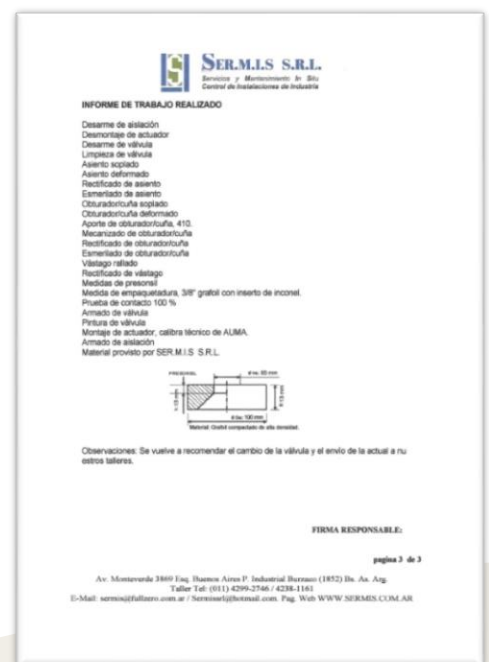 SER.M.I.S S.R.L.
Servicios y Mantenimiento In Situ
Control de Instalaciones de Industria
INFORME DE TRABAJO REALIZADO
Desarme de aislación
Desmontaje de actuador
Desarme de válvula
Limpieza de válvula
Asiento soplado
Asiento deformado
Rectificado de asiento
Esmerilado de asiento
Obturador/cuña soplado
Obturador/cuña deformado
Aporte de obturador/cuña, 410.
Mecanizado de obturador/cuña
Rectificado de obturador/cuña
Esmerilado de obturador/cuña
Vástago rallado
Rectificado de vástago
Medidas de presonsil
Medida de empaquetadura, 3/8" grafoil con inserto de inconel.
Prueba de contacto 100 %
Armado de válvula
Pintura de válvula
Montaje de actuador, calibra técnico de AUMA.
Armado de aislación
Material provisto por SER.M.I.S S.R.L.
PRESONSIL
100 mm
Material: Grafoil compactado de alta densidad.
Observaciones: Se vuelve a recomendar el cambio de la válvula y el envío de la actual a nu
estros talleres.
FIRMA RESPONSABLE:
pagina 3 de 3
Av. Monteverde 3869 Esq. Buenos Aires P. Industrial Burzaco (1852) Bs. As. Arg.
Taller Tel: (011) 4299-2746 / 4238-1161
E-Mail: sermis@fullzero.com.ar / Sermissrl@hotmail.com. Pag. Web WWW.SERMIS.COM.AR